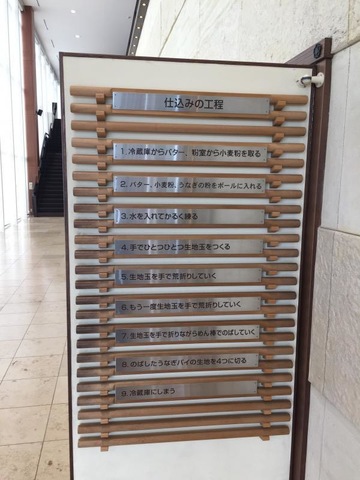 仕込みの工程
1. 冷蔵庫からバター、粉室から小麦粉を取る
2. バター、小麦粉、うなぎの粉をボールに入れる
3. 水を入れてかるく練る
4. 手でひとつひとつ生地玉をつくる
5. 生地玉を手で荒折りしていく
6. もう一度生地玉を手で荒折りしていく
7. 生地玉を手で折りながらめん棒でのばしていく
8. のばしたうなぎパイの生地を4つに切る
9. 冷蔵庫にしまう